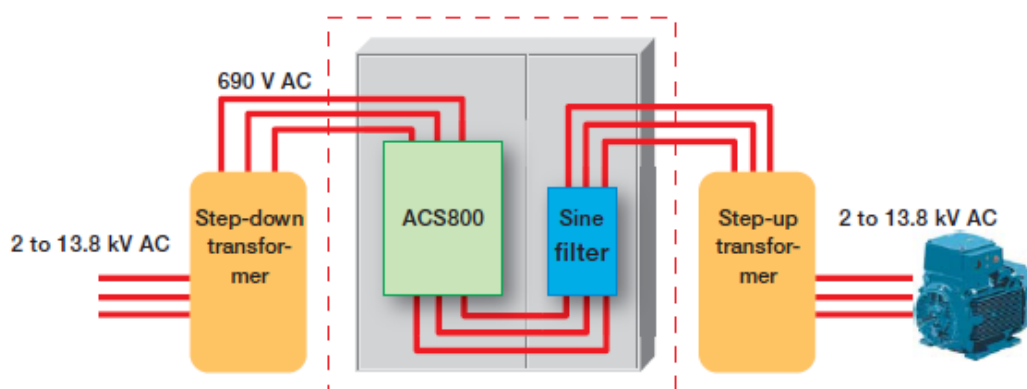 690 V AC
Step-down
transfor-
mer
2 to 13.8 kV AC
ACS800
Sine
filter
Step-up
transfor-
mer
2 to 13.8 kV AC